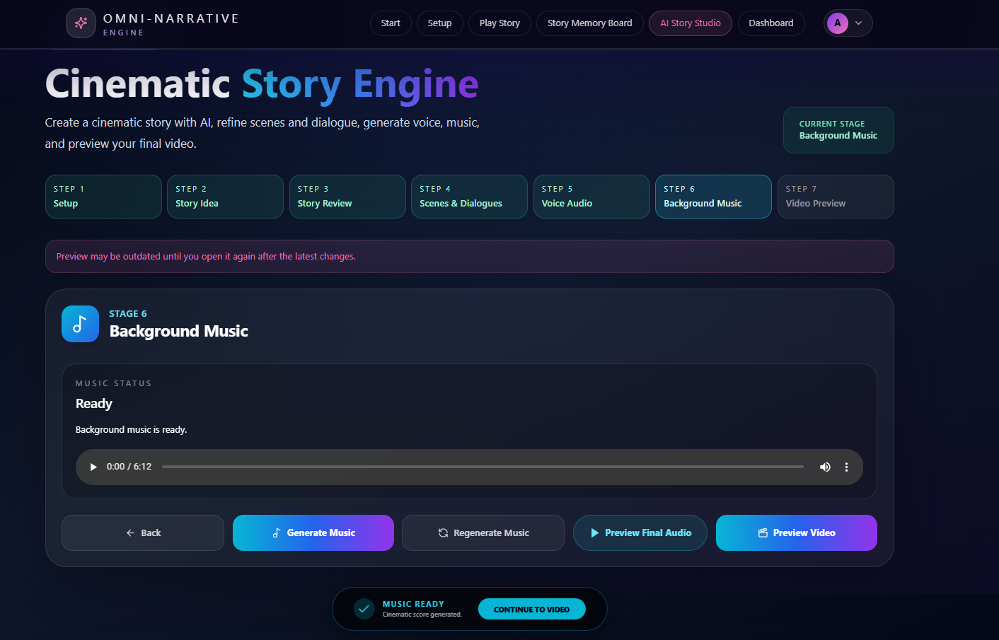 OMNI-NARRATIVE
ENGINE
Start
Setup
Play Story
Story Memory Board
AI Story Studio
Dashboard
A
Cinematic Story Engine
Create a cinematic story with AI, refine scenes and dialogue, generate voice, music,
and preview your final video.
CURRENT STAGE
Background Music
STEP 1
Setup
STEP 2
Story Idea
STEP 3
Story Review
STEP 4
Scenes & Dialogues
STEP 5
Voice Audio
STEP 6
Background Music
STEP 7
Video Preview
Preview may be outdated until you open it again after the latest changes.
STAGE 6
Background Music
MUSIC STATUS
Ready
Background music is ready.
0:00 / 6:12
Back
Generate Music
Regenerate Music
Preview Final Audio
Preview Video
MUSIC READY
Cinematic score generated.
CONTINUE TO VIDEO